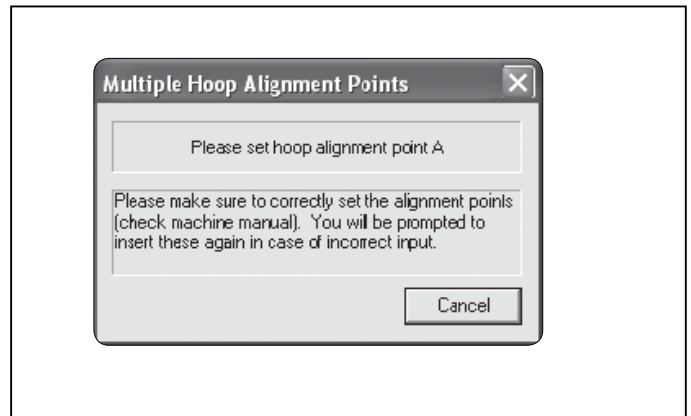 Multiple Hoop Alignment Points
Please set hoop alignment point A
Please make sure to correctly set the alignment points
(check machine manual). You will be prompted to
insert these again in case of incorrect input.
Cancel